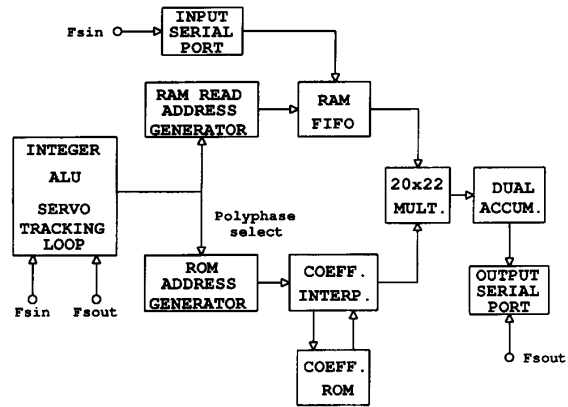 INPUT
SERIAL
PORT
Fsin
RAM READ
ADDRESS
GENERATOR
RAM
FIFO
INTEGER
ALU
SERVO
TRACKING
LOOP
20x22
MULT.
DUAL
ACCUM.
Polyphase
select
ROM
ADDRESS
GENERATOR
COEFF.
INTERP.
OUTPUT
SERIAL
PORT
Fsin
Fsout
COEFF.
ROM
Fsout